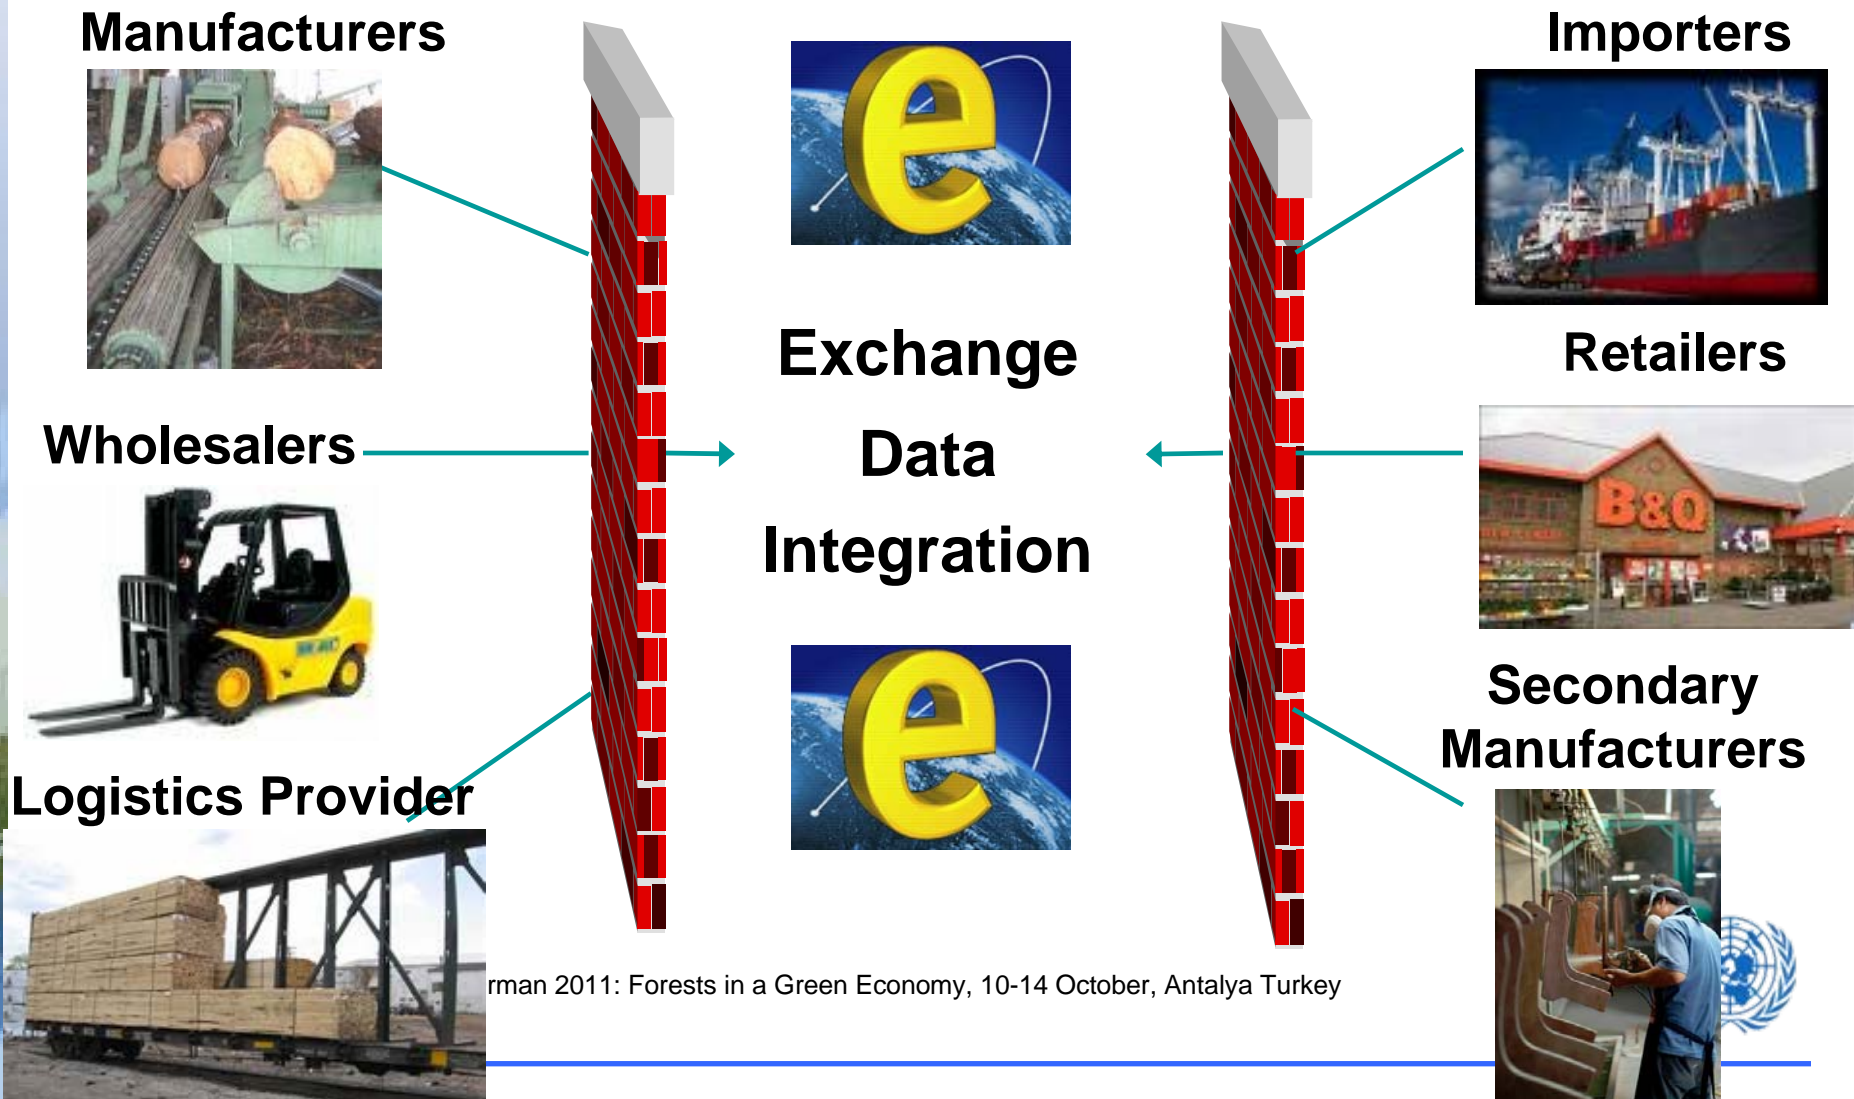 Manufacturers
Importers
Exchange
Retailers
Wholesalers
Data
B&Q
Integration
Secondary
Manufacturers
Logistics Provider
rman 2011: Forests in a Green Economy, 10-14 October, Antalya Turkey